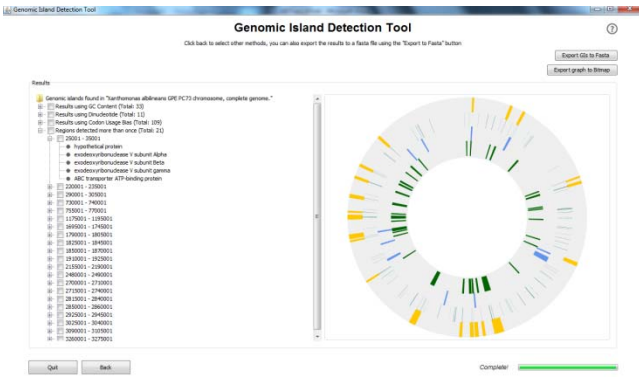 Genomic Island Detection Tool
Genomic Island Detection Tool
?
Click back to select other methods, you can also export the results to a fasta file using the "Export to Fasta" button
Export GIs to Fasta
Export graph to Bitmap
Results
Genomic islands found in "Xanthomonas albilineans GPE PC73 chromosome, complete genome."
Results using GC Content (Total: 33)
Results using Dinucleotide (Total: 11)
Results using Codon Usage Bias (Total: 109)
Regions detected more than once (Total: 21)
25001 - 35001
hypothetical protein
exodeoxyribonuclease V subunit Alpha
exodeoxyribonuclease V subunit Beta
exodeoxyribonuclease V subunit gamma
ABC transporter ATP-binding protein
220001 - 235001
290001 - 305001
730001 - 740001
755001 - 770001
1175001 - 1195001
1695001 - 1745001
1790001 - 1805001
1825001 - 1845001
1850001 - 1870001
1910001 - 1925001
2155001 - 2190001
2480001 - 2490001
2700001 - 2710001
2715001 - 2740001
2815001 - 2840001
2850001 - 2860001
2925001 - 2945001
3025001 - 3040001
3090001 - 3105001
3260001 - 3275001
Quit
Back
Complete!